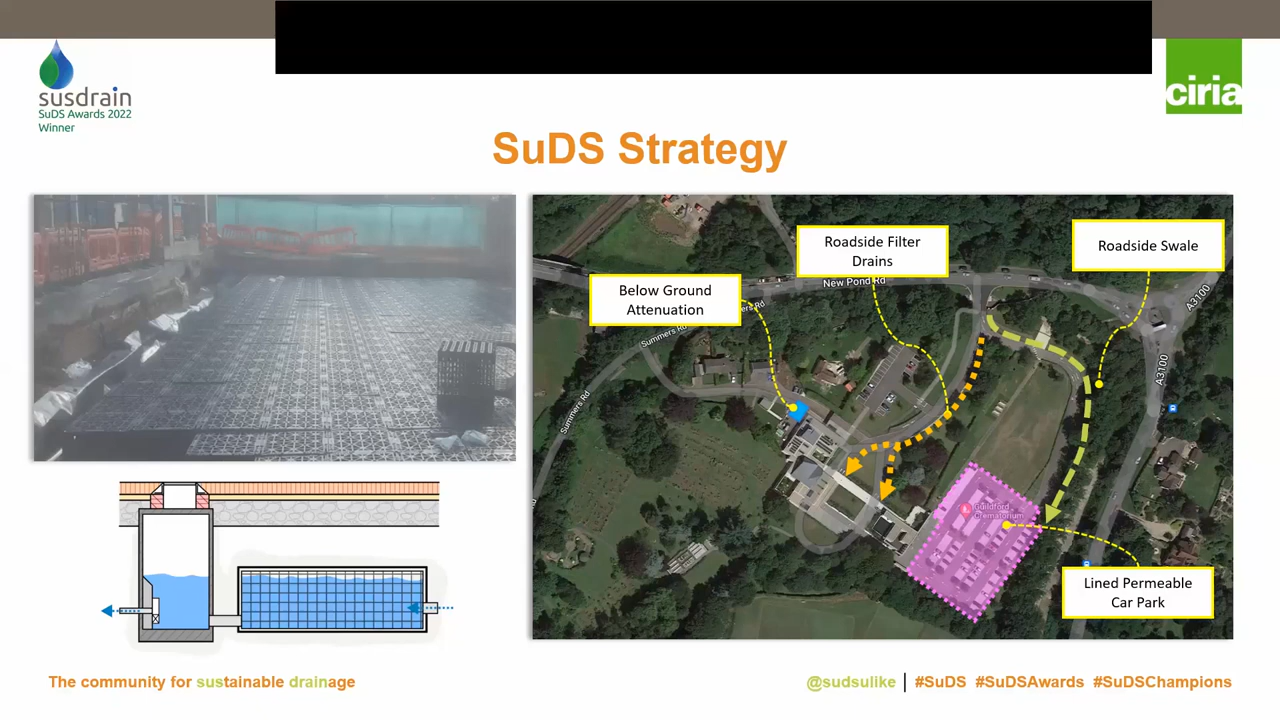 susdrain
SuDS Awards 2022
Winner
ciria
SuDS Strategy
Roadside Filter
Drains
Roadside Swale
Below Ground
Attenuation
New Pond Rd
Summers Rd
Summers Rd
A3100
A3100
Guildford
Crematorium
Lined Permeable
Car Park
The community for sustainable drainage
@sudsulike | #SuDS #SuDSAwards #SuDSChampions